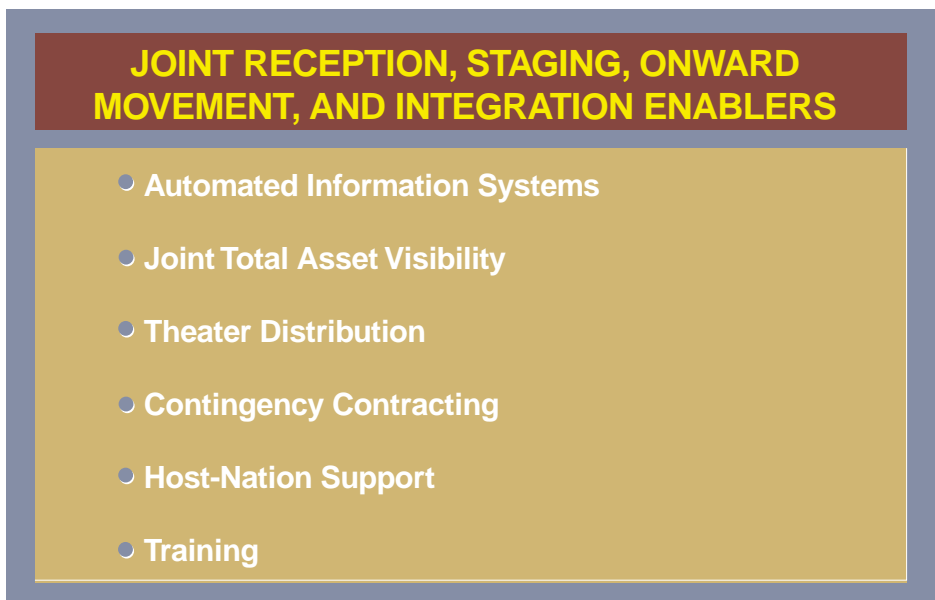 JOINT RECEPTION, STAGING, ONWARD
MOVEMENT, AND INTEGRATION ENABLERS
Automated Information Systems
Joint Total Asset Visibility
Theater Distribution
Contingency Contracting
Host-Nation Support
Training